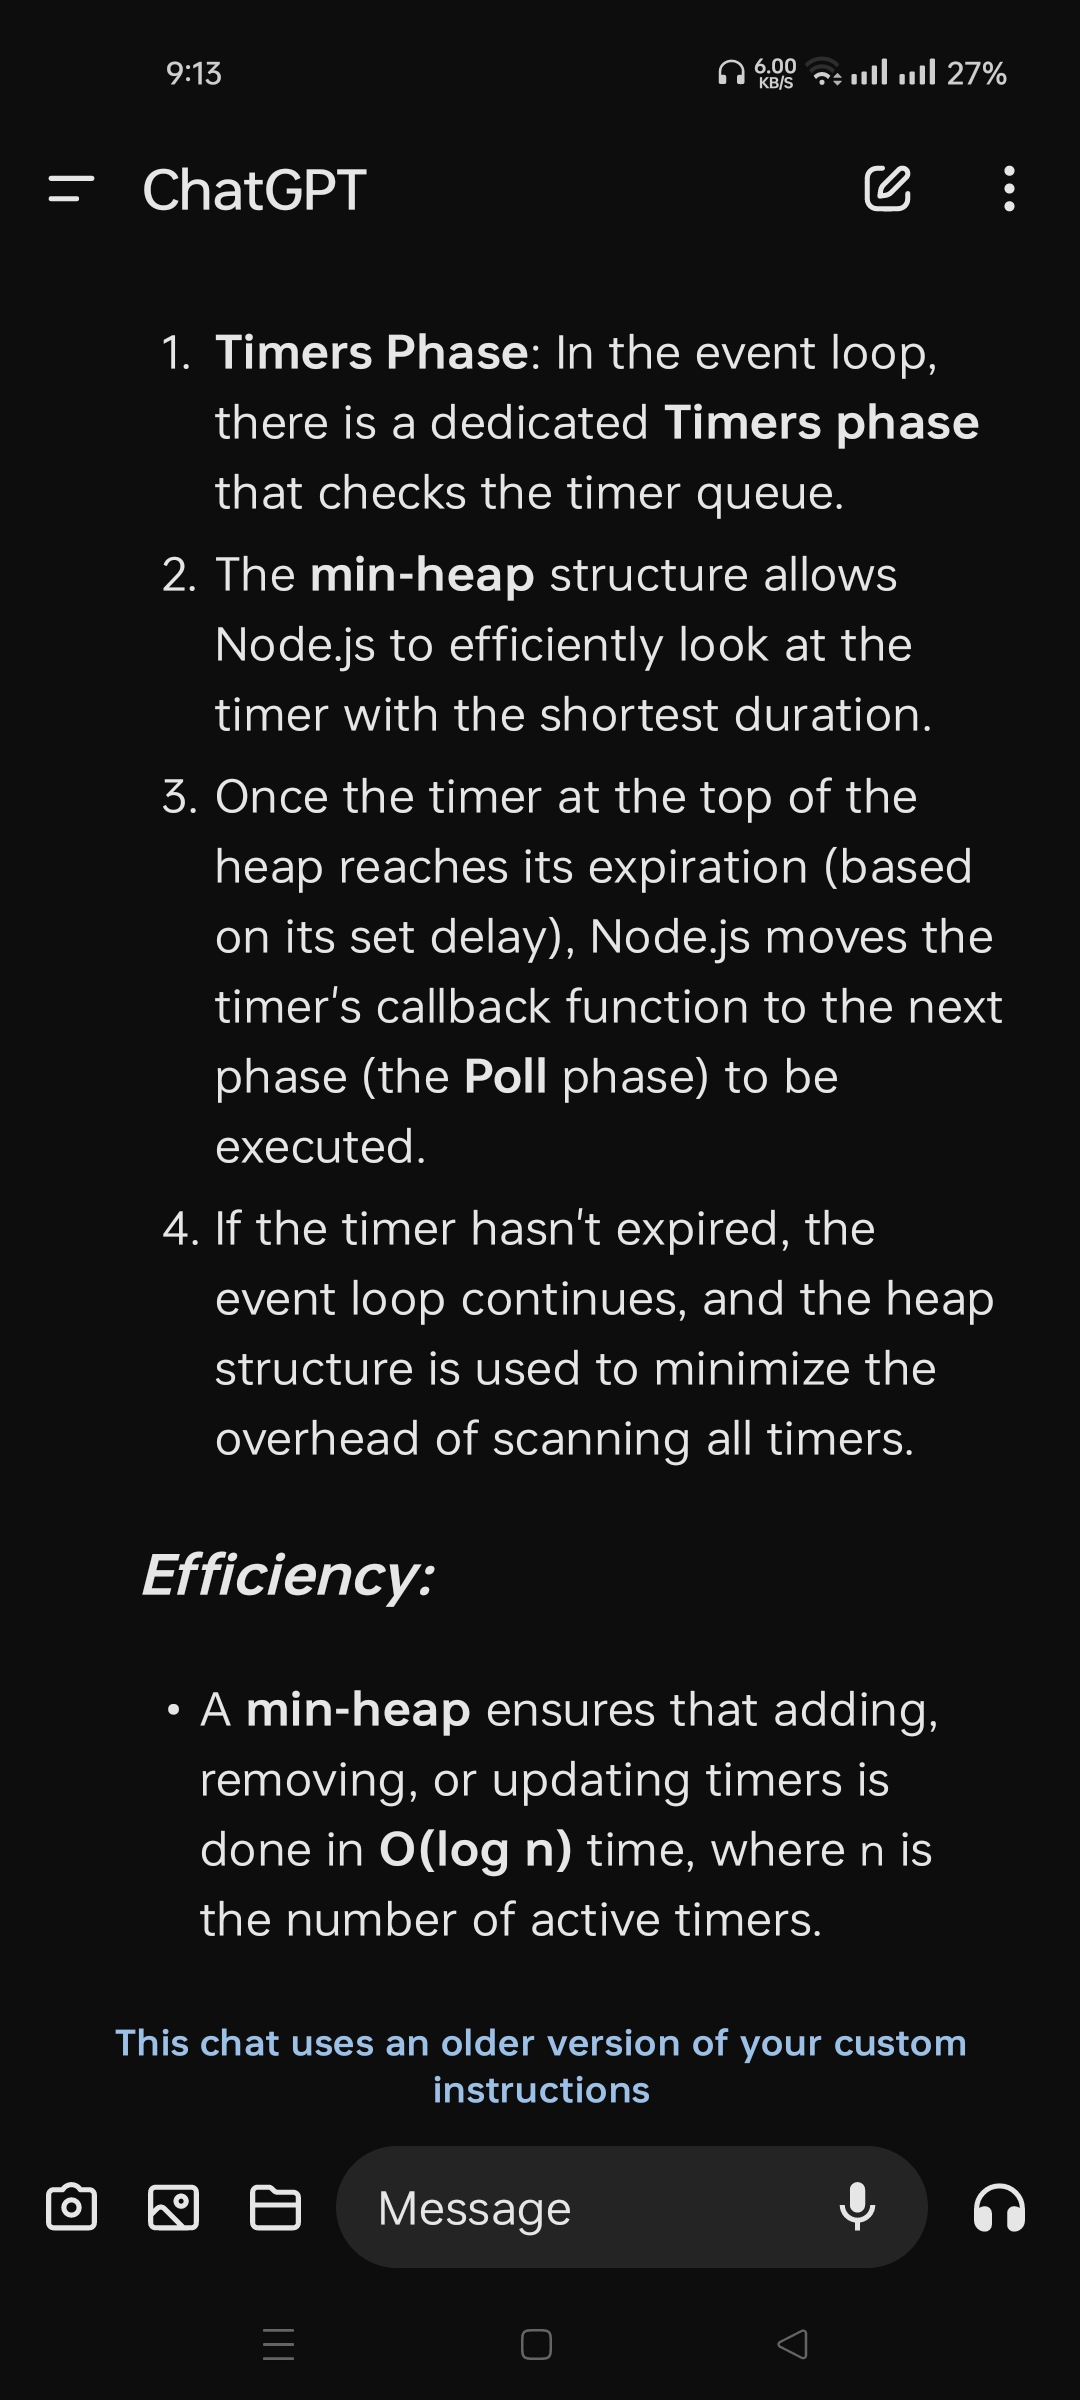 9:13
6.00
KB/S
27%
ChatGPT
1. Timers Phase: In the event loop,
there is a dedicated Timers phase
that checks the timer queue.
2. The min-heap structure allows
Node.js to efficiently look at the
timer with the shortest duration.
3. Once the timer at the top of the
heap reaches its expiration (based
on its set delay), Node.js moves the
timer's callback function to the next
phase (the Poll phase) to be
executed.
4. If the timer hasn't expired, the
event loop continues, and the heap
structure is used to minimize the
overhead of scanning all timers.
Efficiency:
• A min-heap ensures that adding,
removing, or updating timers is
done in O(log n) time, where n is
the number of active timers.
This chat uses an older version of your custom
instructions
Message